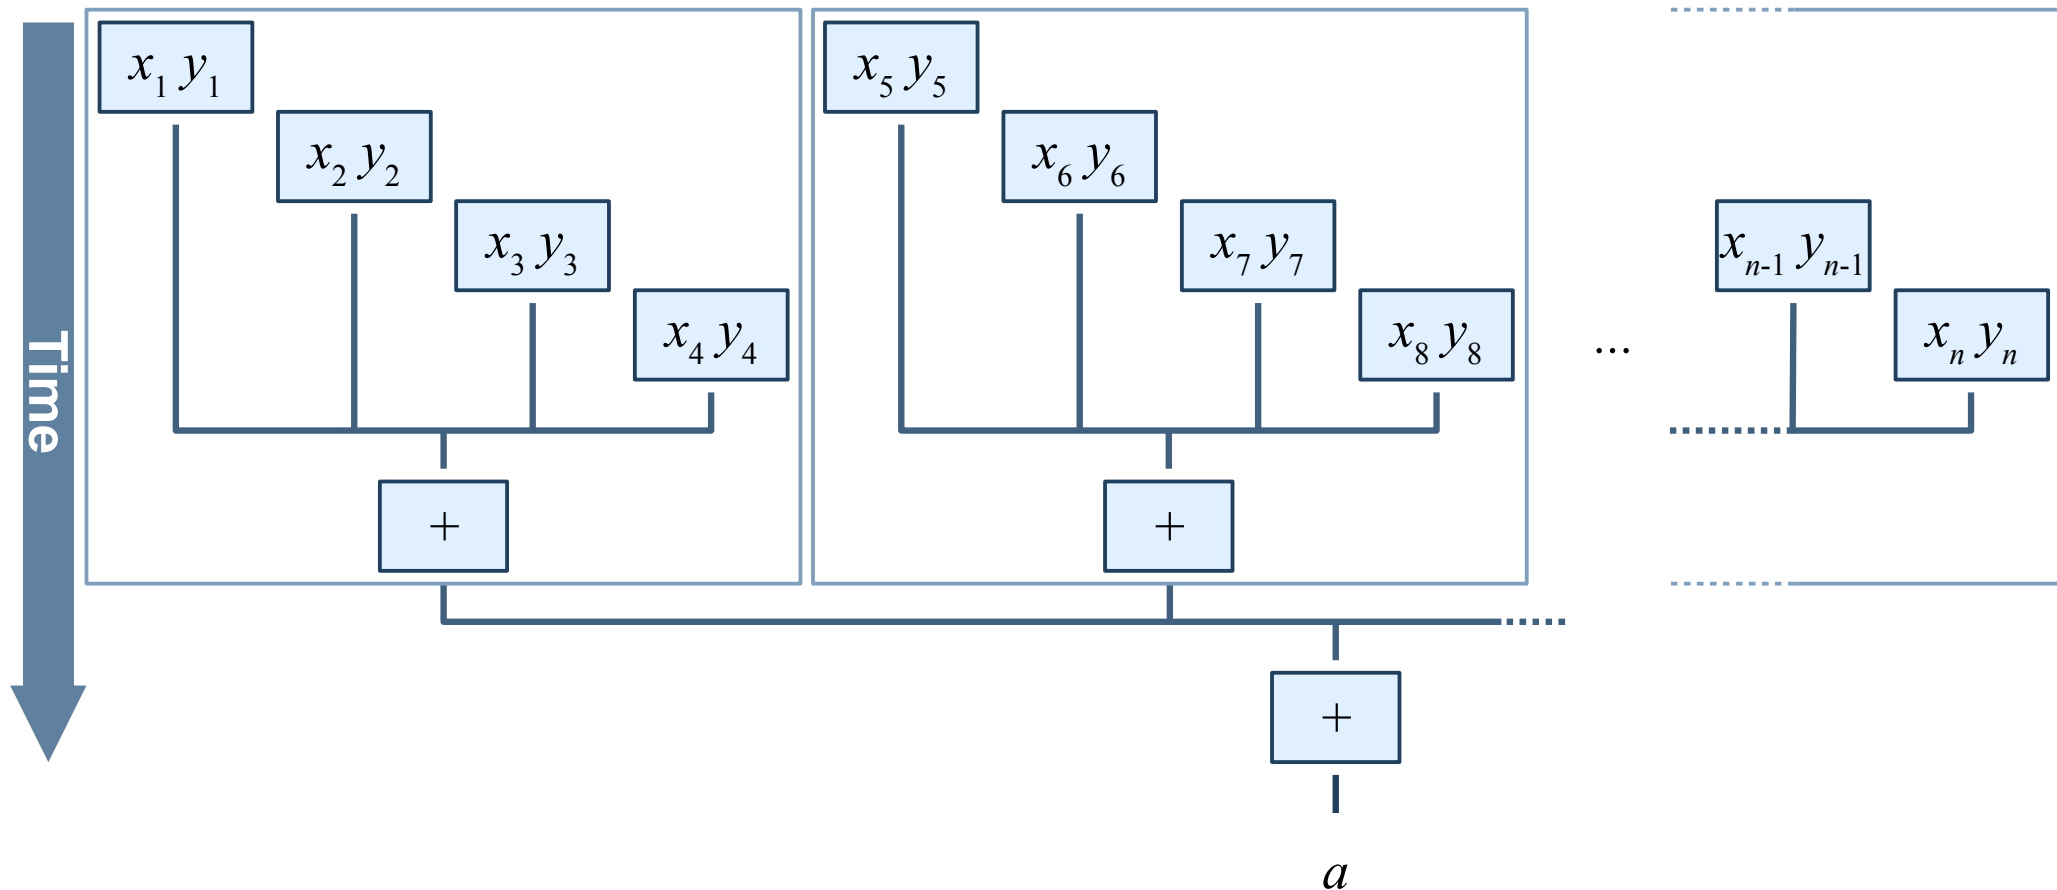 x1 y1
x5 y5
x2 y2
x6 y6
x3 y3
x7 y7
xn-1 yn-1
x4 y4
x8 y8
...
xn yn
Time
+
+
+
a